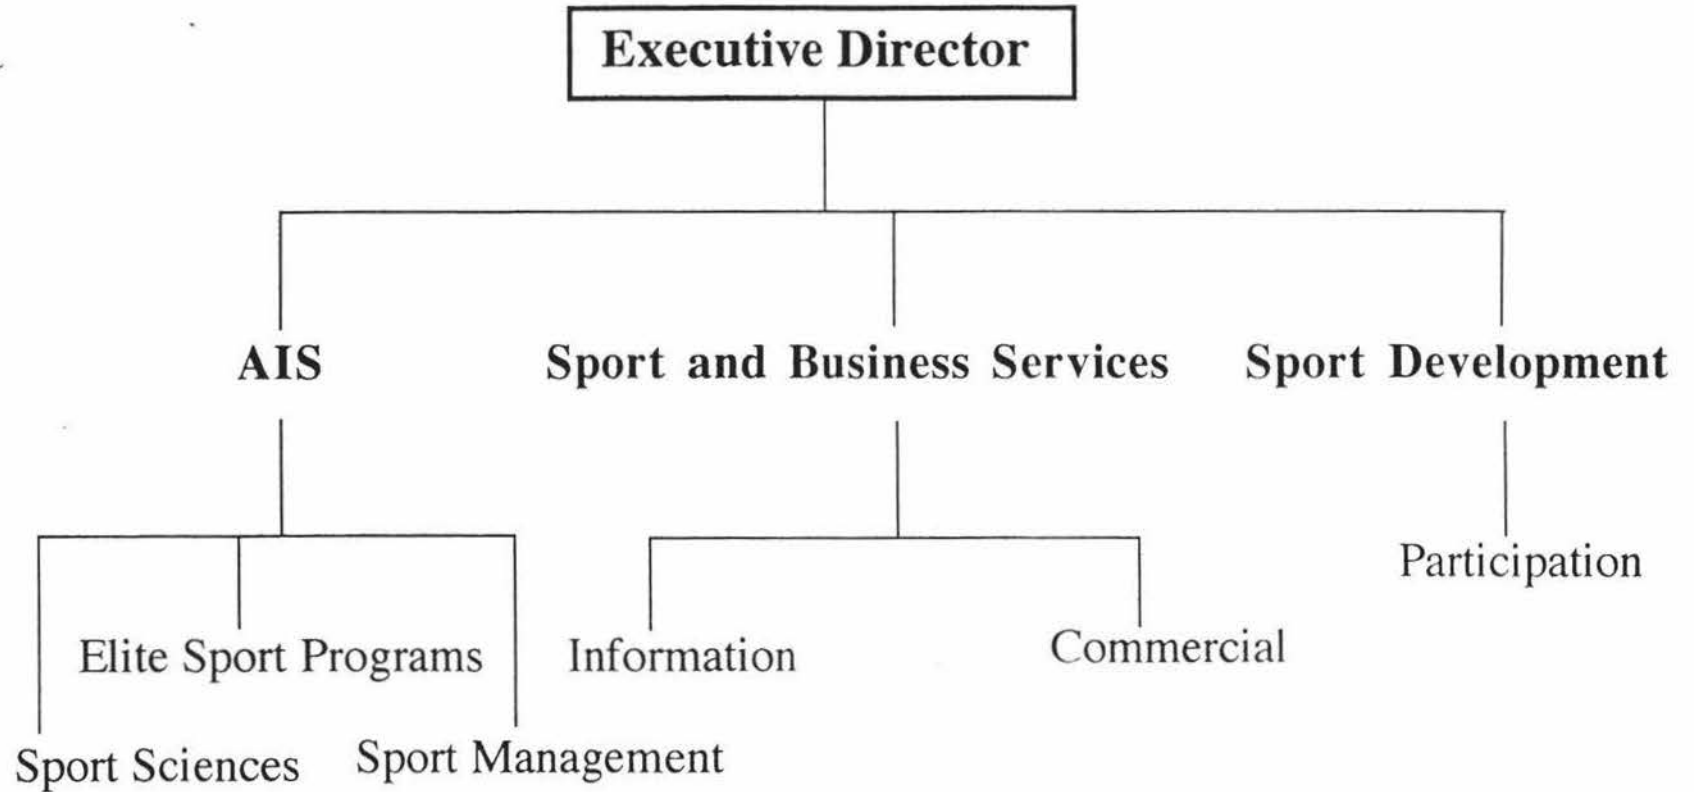 Executive Director
AIS
Sport and Business Services
Sport Development
Participation
Elite Sport Programs
Information
Commercial
Sport Sciences
Sport Management